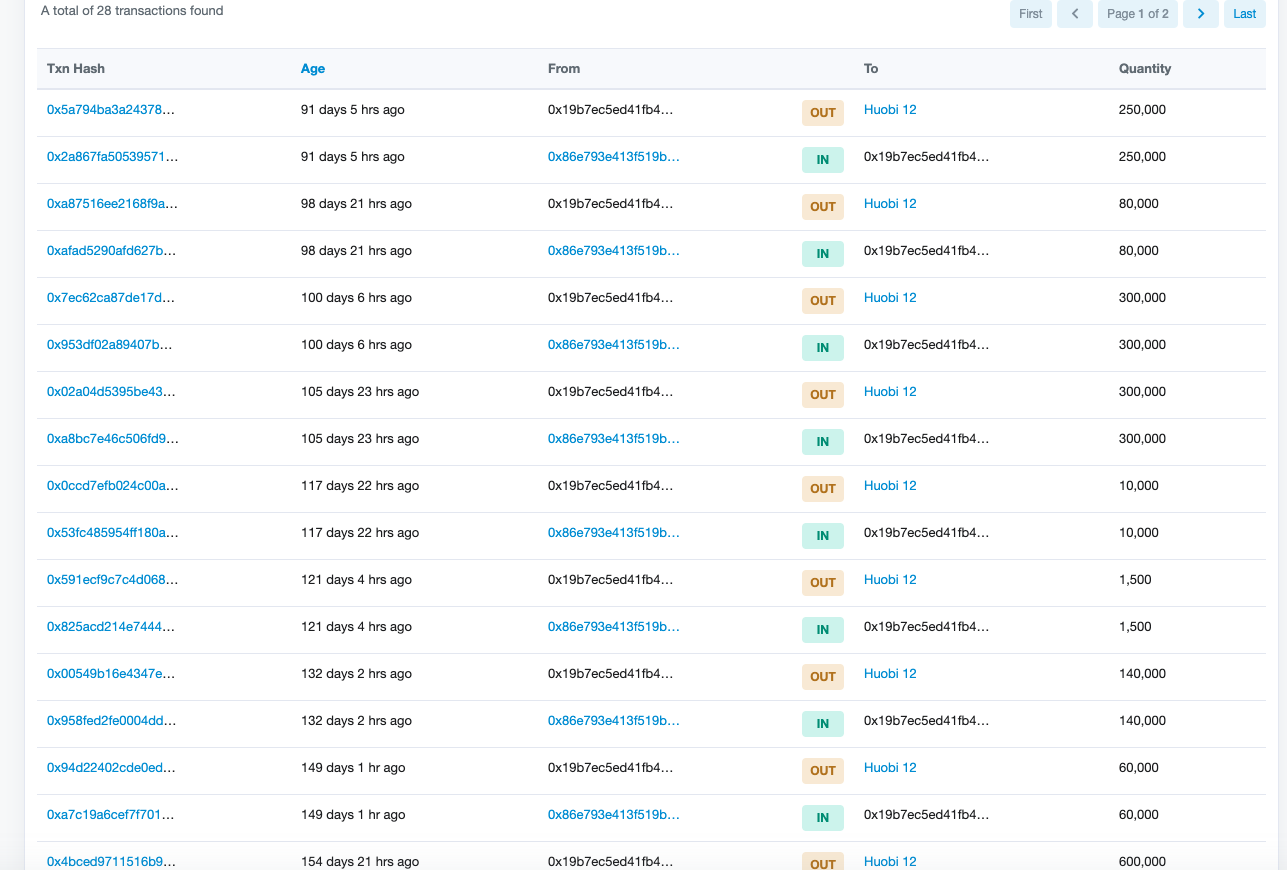 A total of 28 transactions found
First Page 1 of 2 Last
Txn Hash Age From To Quantity
0x5a794ba3a24378... 91 days 5 hrs ago 0x19b7ec5ed41fb4... OUT Huobi 12 250,000
0x2a867fa50539571... 91 days 5 hrs ago 0x86e793e413f519b... IN 0x19b7ec5ed41fb4... 250,000
0xa87516ee2168f9a... 98 days 21 hrs ago 0x19b7ec5ed41fb4... OUT Huobi 12 80,000
0xafad5290afd627b... 98 days 21 hrs ago 0x86e793e413f519b... IN 0x19b7ec5ed41fb4... 80,000
0x7ec62ca87de17d... 100 days 6 hrs ago 0x19b7ec5ed41fb4... OUT Huobi 12 300,000
0x953df02a89407b... 100 days 6 hrs ago 0x86e793e413f519b... IN 0x19b7ec5ed41fb4... 300,000
0x02a04d5395be43... 105 days 23 hrs ago 0x19b7ec5ed41fb4... OUT Huobi 12 300,000
0xa8bc7e46c506fd9... 105 days 23 hrs ago 0x86e793e413f519b... IN 0x19b7ec5ed41fb4... 300,000
0x0ccd7efb024c00a... 117 days 22 hrs ago 0x19b7ec5ed41fb4... OUT Huobi 12 10,000
0x53fc485954ff180a... 117 days 22 hrs ago 0x86e793e413f519b... IN 0x19b7ec5ed41fb4... 10,000
0x591ecf9c7c4d068... 121 days 4 hrs ago 0x19b7ec5ed41fb4... OUT Huobi 12 1,500
0x825acd214e7444... 121 days 4 hrs ago 0x86e793e413f519b... IN 0x19b7ec5ed41fb4... 1,500
0x00549b16e4347e... 132 days 2 hrs ago 0x19b7ec5ed41fb4... OUT Huobi 12 140,000
0x958fed2fe0004dd... 132 days 2 hrs ago 0x86e793e413f519b... IN 0x19b7ec5ed41fb4... 140,000
0x94d22402cde0ed... 149 days 1 hr ago 0x19b7ec5ed41fb4... OUT Huobi 12 60,000
0xa7c19a6cef7f701... 149 days 1 hr ago 0x86e793e413f519b... IN 0x19b7ec5ed41fb4... 60,000
0x4bced9711516b9... 154 days 21 hrs ago 0x19b7ec5ed41fb4... OUT Huobi 12 600,000